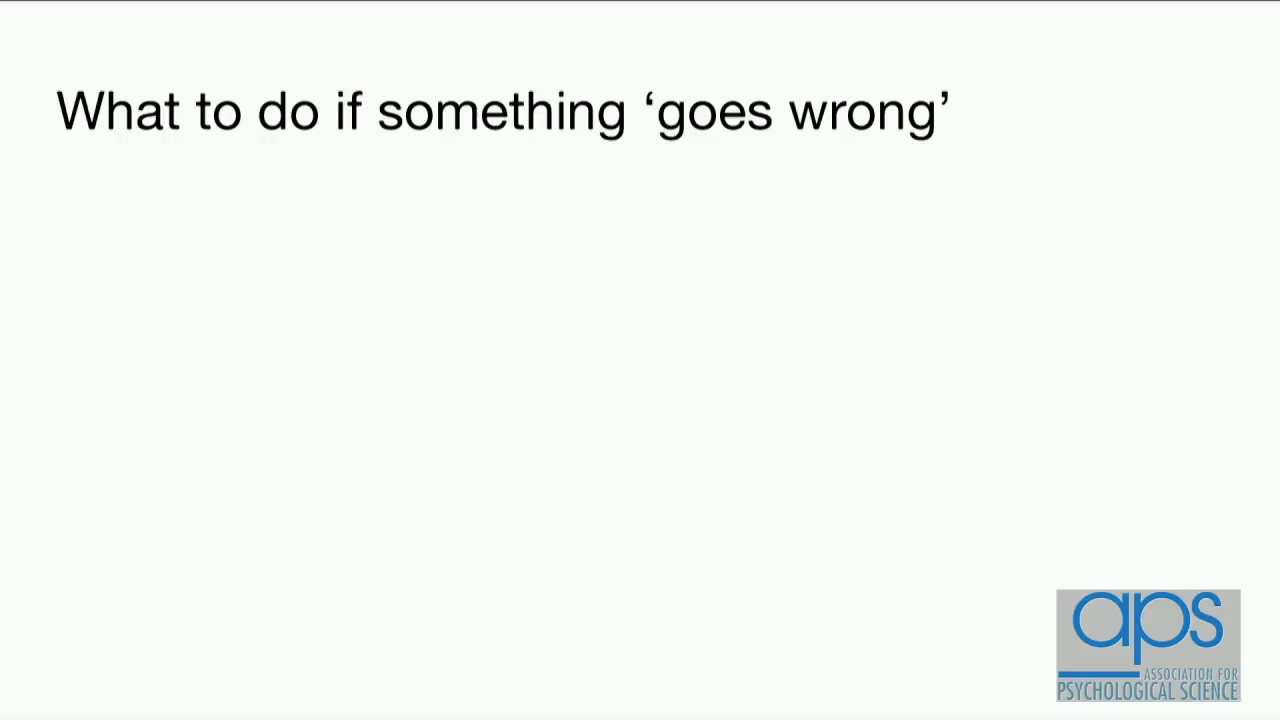 What to do if something ‘goes wrong’
aps
ASSOCIATION FOR
PSYCHOLOGICAL SCIENCE